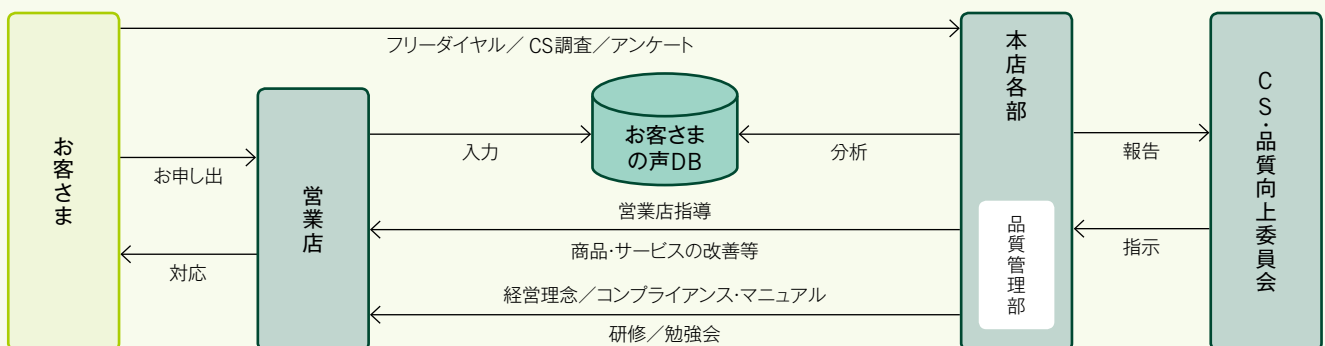 フリーダイヤル／CS調査／アンケート
お客さま
お申し出
対応
営業店
入力
お客さま
の声DB
分析
営業店指導
商品・サービスの改善等
経営理念／コンプライアンス・マニュアル
研修／勉強会
本店各部
品質管理部
報告
指示
CS・品質向上委員会